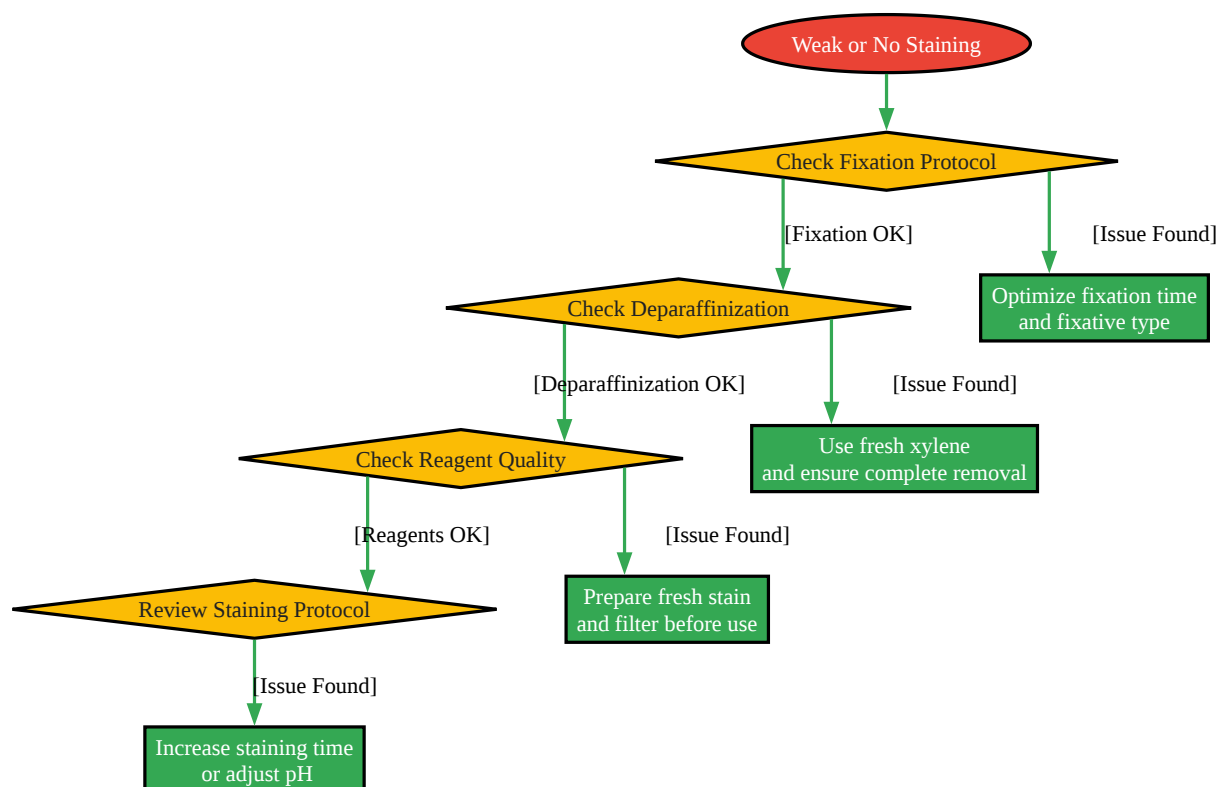 Weak or No Staining
Check Fixation Protocol
[Fixation OK]
[Issue Found]
Optimize fixation time
and fixative type
Check Deparaffinization
[Deparaffinization OK]
[Issue Found]
Use fresh xylene
and ensure complete removal
Check Reagent Quality
[Reagents OK]
[Issue Found]
Prepare fresh stain
and filter before use
Review Staining Protocol
[Issue Found]
Increase staining time
or adjust pH